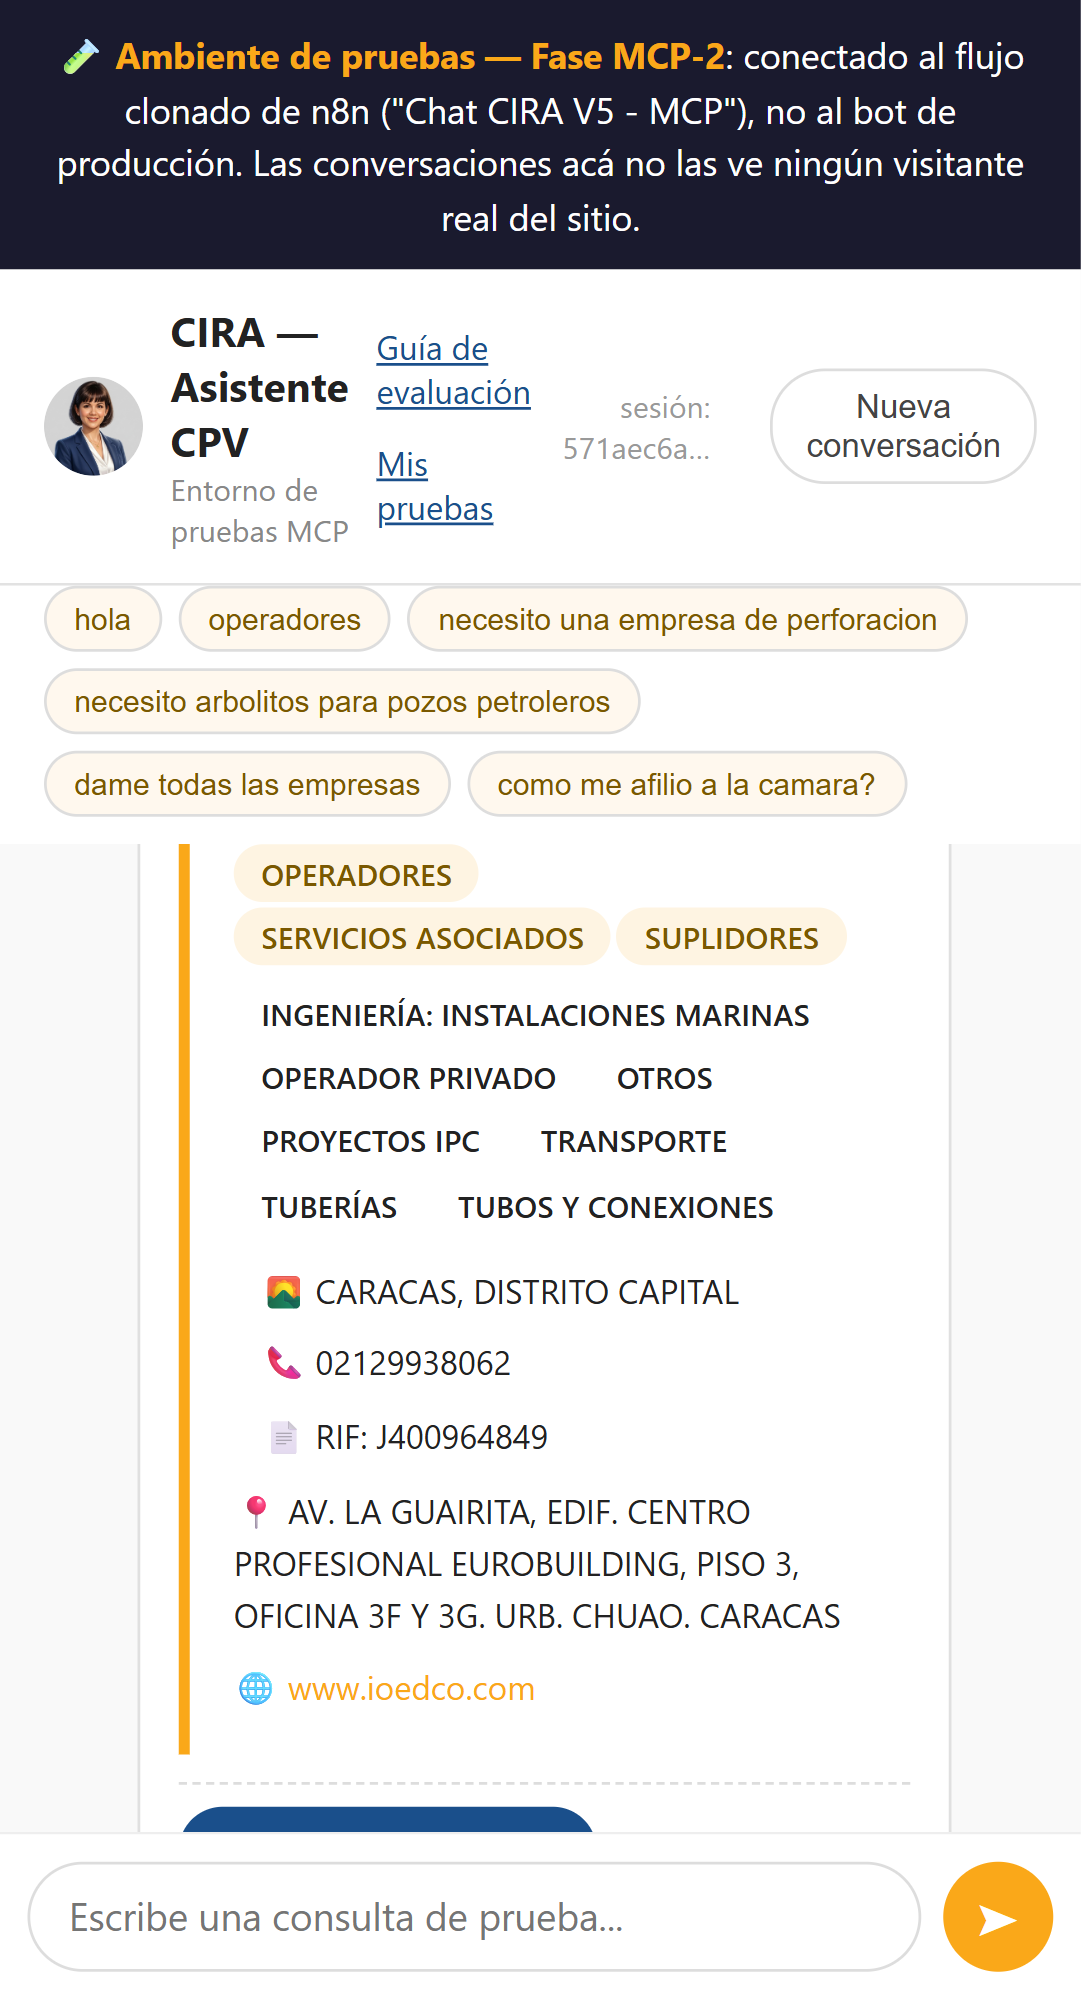 Ambiente de pruebas — Fase MCP-2: conectado al flujo
clonado de n8n ("Chat CIRA V5 - MCP"), no al bot de
producción. Las conversaciones acá no las ve ningún visitante
real del sitio.
CIRA —
Asistente
CPV
Entorno de
pruebas MCP
Guía de
evaluación
Mis
pruebas
sesión:
571aec6a...
Nueva
conversación
hola
operadores
necesito una empresa de perforacion
necesito arbolitos para pozos petroleros
dame todas las empresas
como me afilio a la camara?
OPERADORES
SERVICIOS ASOCIADOS
SUPLIDORES
INGENIERÍA: INSTALACIONES MARINAS
OPERADOR PRIVADO
OTROS
PROYECTOS IPC
TRANSPORTE
TUBERÍAS
TUBOS Y CONEXIONES
CARACAS, DISTRITO CAPITAL
02129938062
RIF: J400964849
AV. LA GUAIRITA, EDIF. CENTRO
PROFESIONAL EUROBUILDING, PISO 3,
OFICINA 3F Y 3G. URB. CHUAO. CARACAS
www.ioedco.com
Escribe una consulta de prueba...